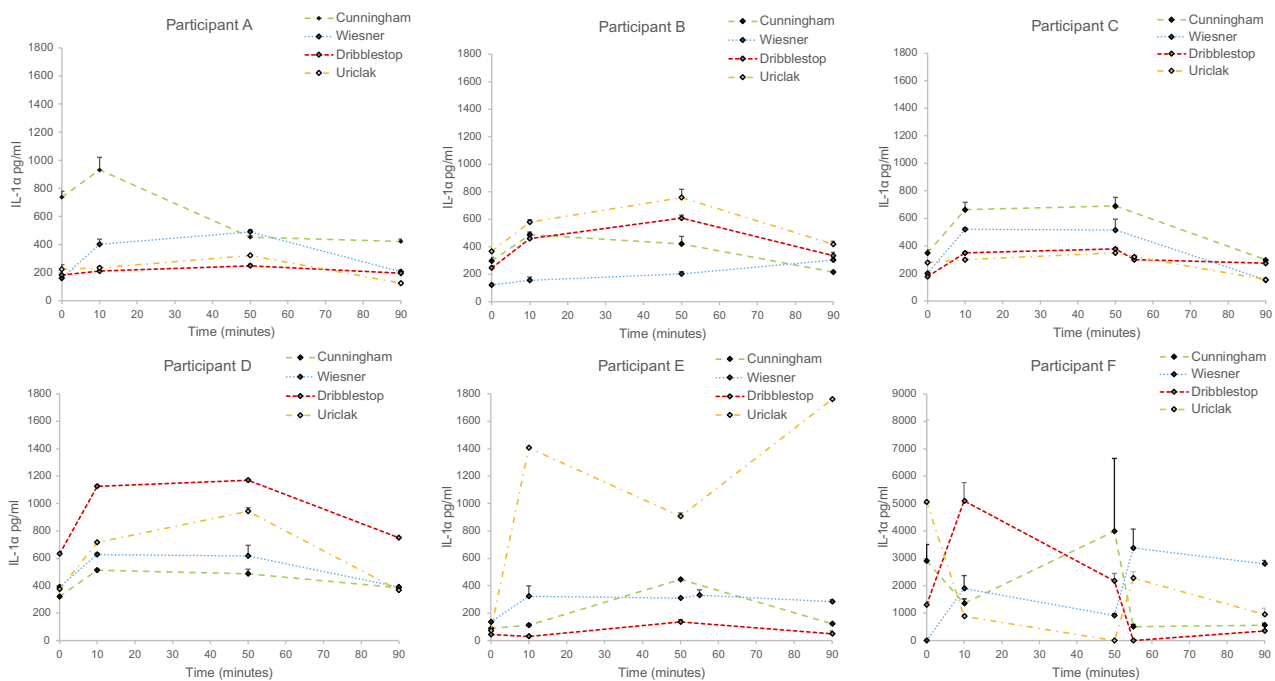 Participant A
Cunningham
Wiesner
Dribblestop
Uriclak
IL-1α pg/ml
1800
1600
1400
1200
1000
800
600
400
200
0
0 10 20 30 40 50 60 70 80 90
Time (minutes)
Participant B
Cunningham
Wiesner
Dribblestop
Uriclak
IL-1α pg/ml
1800
1600
1400
1200
1000
800
600
400
200
0
0 10 20 30 40 50 60 70 80 90
Time (minutes)
Participant C
Cunningham
Wiesner
Dribblestop
Uriclak
IL-1α pg/ml
1800
1600
1400
1200
1000
800
600
400
200
0
0 10 20 30 40 50 60 70 80 90
Time (minutes)
Participant D
Cunningham
Wiesner
Dribblestop
Uriclak
IL-1α pg/ml
1800
1600
1400
1200
1000
800
600
400
200
0
0 10 20 30 40 50 60 70 80 90
Time (minutes)
Participant E
Cunningham
Wiesner
Dribblestop
Uriclak
IL-1α pg/ml
1800
1600
1400
1200
1000
800
600
400
200
0
0 10 20 30 40 50 60 70 80 90
Time (minutes)
Participant F
Cunningham
Wiesner
Dribblestop
Uriclak
IL-1α pg/ml
9000
8000
7000
6000
5000
4000
3000
2000
1000
0
0 10 20 30 40 50 60 70 80 90
Time (minutes)